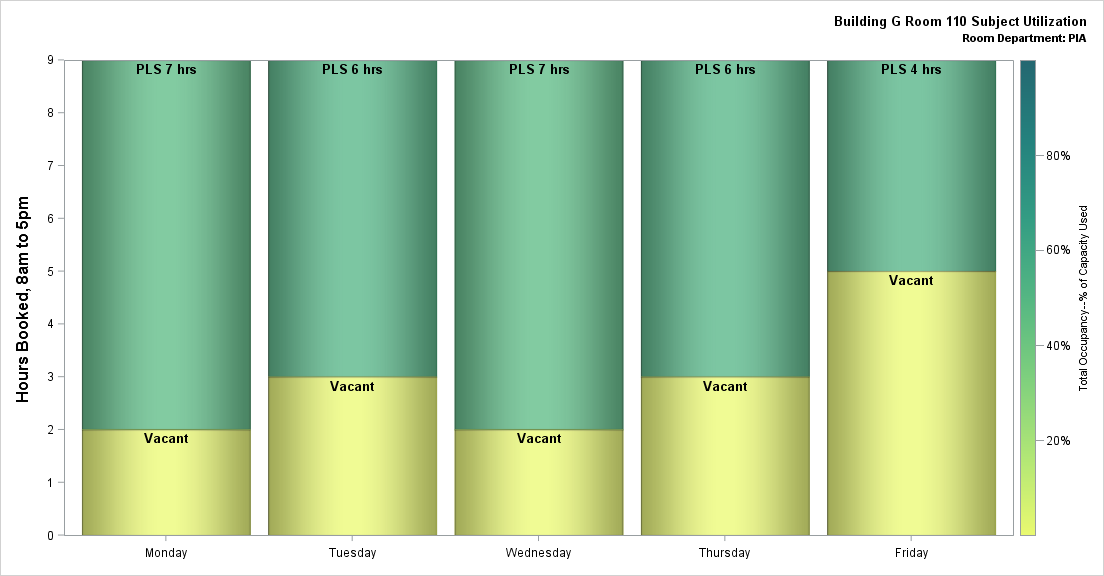 Building G Room 110 Subject Utilization
Room Department: PIA
Hours Booked, 8am to 5pm
9
8
7
6
5
4
3
2
1
0
PLS 7 hrs
PLS 6 hrs
PLS 7 hrs
PLS 6 hrs
PLS 4 hrs
Vacant
Vacant
Vacant
Vacant
Vacant
Monday
Tuesday
Wednesday
Thursday
Friday
80%
60%
40%
20%
Total Occupancy--% of Capacity Used